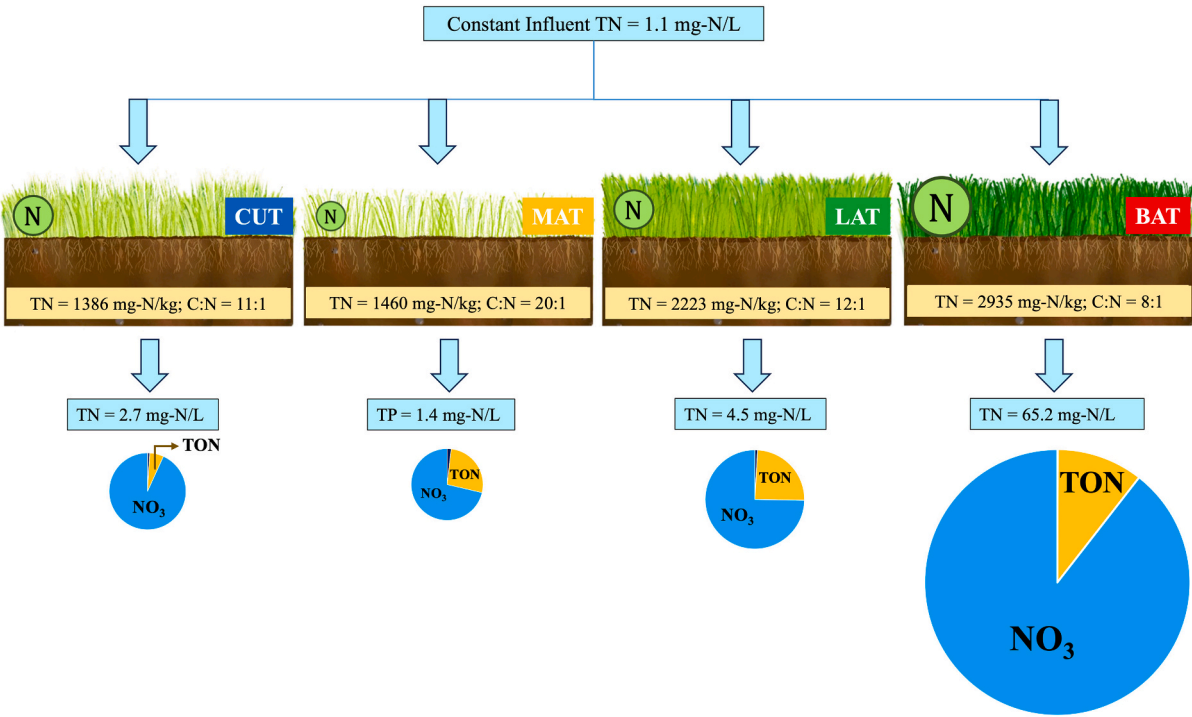 Constant Influent TN = 1.1 mg-N/L
N
CUT
N
MAT
N
LAT
N
BAT
TN = 1386 mg-N/kg; C:N = 11:1
TN = 1460 mg-N/kg; C:N = 20:1
TN = 2223 mg-N/kg; C:N = 12:1
TN = 2935 mg-N/kg; C:N = 8:1
TN = 2.7 mg-N/L
TP = 1.4 mg-N/L
TN = 4.5 mg-N/L
TN = 65.2 mg-N/L
TON
NO₃
TON
NO₃
TON
NO₃
TON
NO₃